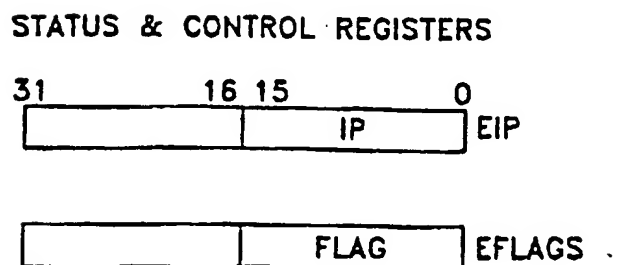 STATUS & CONTROL REGISTERS
31 16 15 0
IP EIP
FLAG EFLAGS